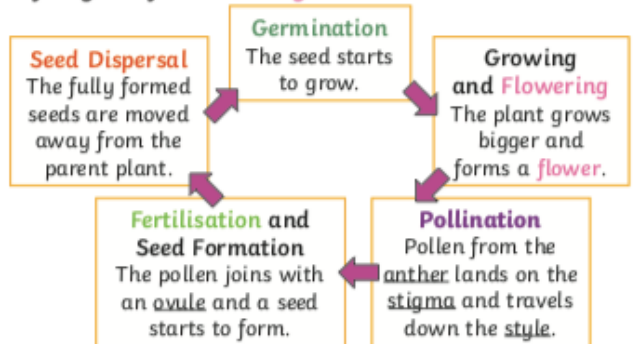 Germination
The seed starts
to grow.
Growing
and Flowering
The plant grows
bigger and
forms a flower.
Pollination
Pollen from the
anther lands on the
stigma and travels
down the style.
Fertilisation and
Seed Formation
The pollen joins with
an ovule and a seed
starts to form.
Seed Dispersal
The fully formed
seeds are moved
away from the
parent plant.